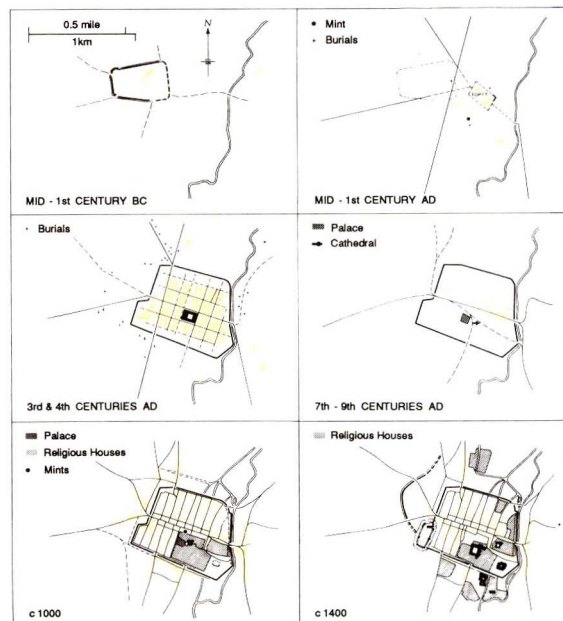 0.5 mile
1km
N
MID - 1st CENTURY BC
Mint
Burials
MID - 1st CENTURY AD
Burials
3rd & 4th CENTURIES AD
Palace
Cathedral
7th - 9th CENTURIES AD
Palace
Religious Houses
Mints
c 1000
Religious Houses
c 1400